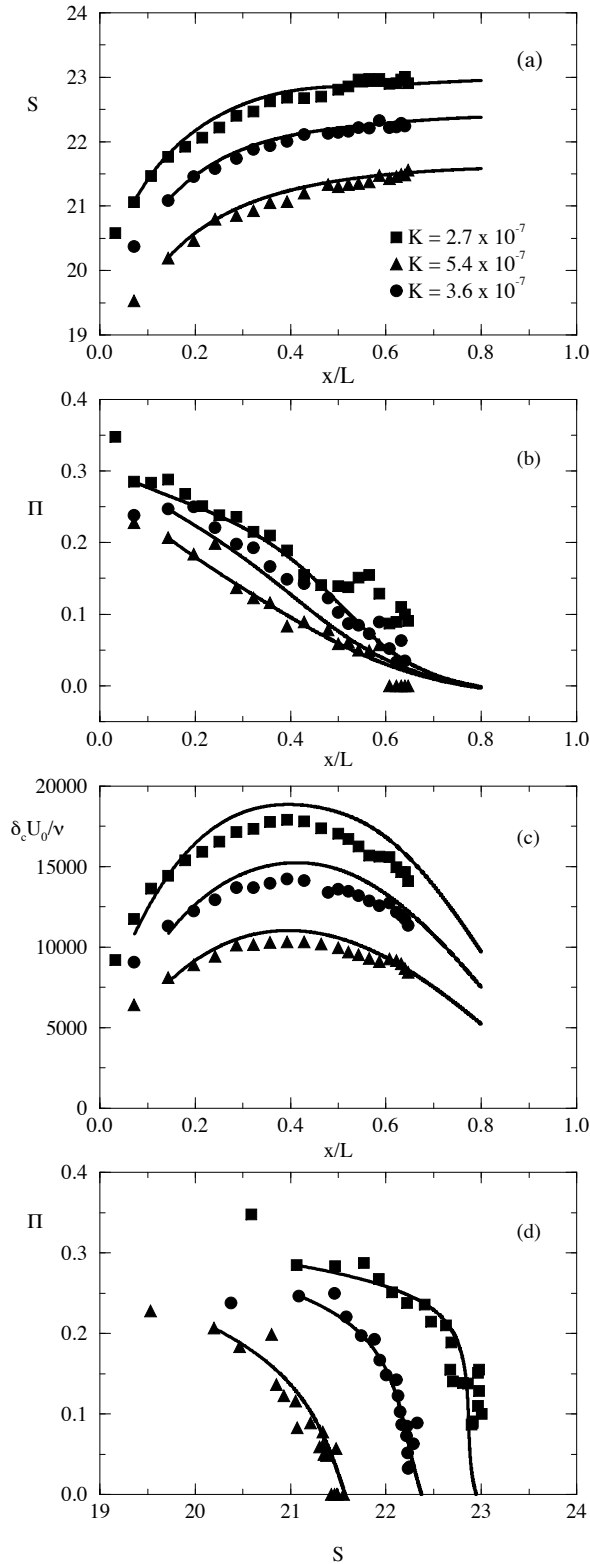 24
(a)
23
S
22
21
■ K = 2.7 x 10⁻⁷
▲ K = 5.4 x 10⁻⁷
20
● K = 3.6 x 10⁻⁷
19
0.0 0.2 0.4 0.6 0.8 1.0
x/L
0.4
(b)
0.3
Π
0.2
0.1
0.0
0.0 0.2 0.4 0.6 0.8 1.0
x/L
20000
δcU0/ν
(c)
15000
10000
5000
0
0.0 0.2 0.4 0.6 0.8 1.0
x/L
0.4
Π
(d)
0.3
0.2
0.1
0.0
19 20 21 22 23 24
S